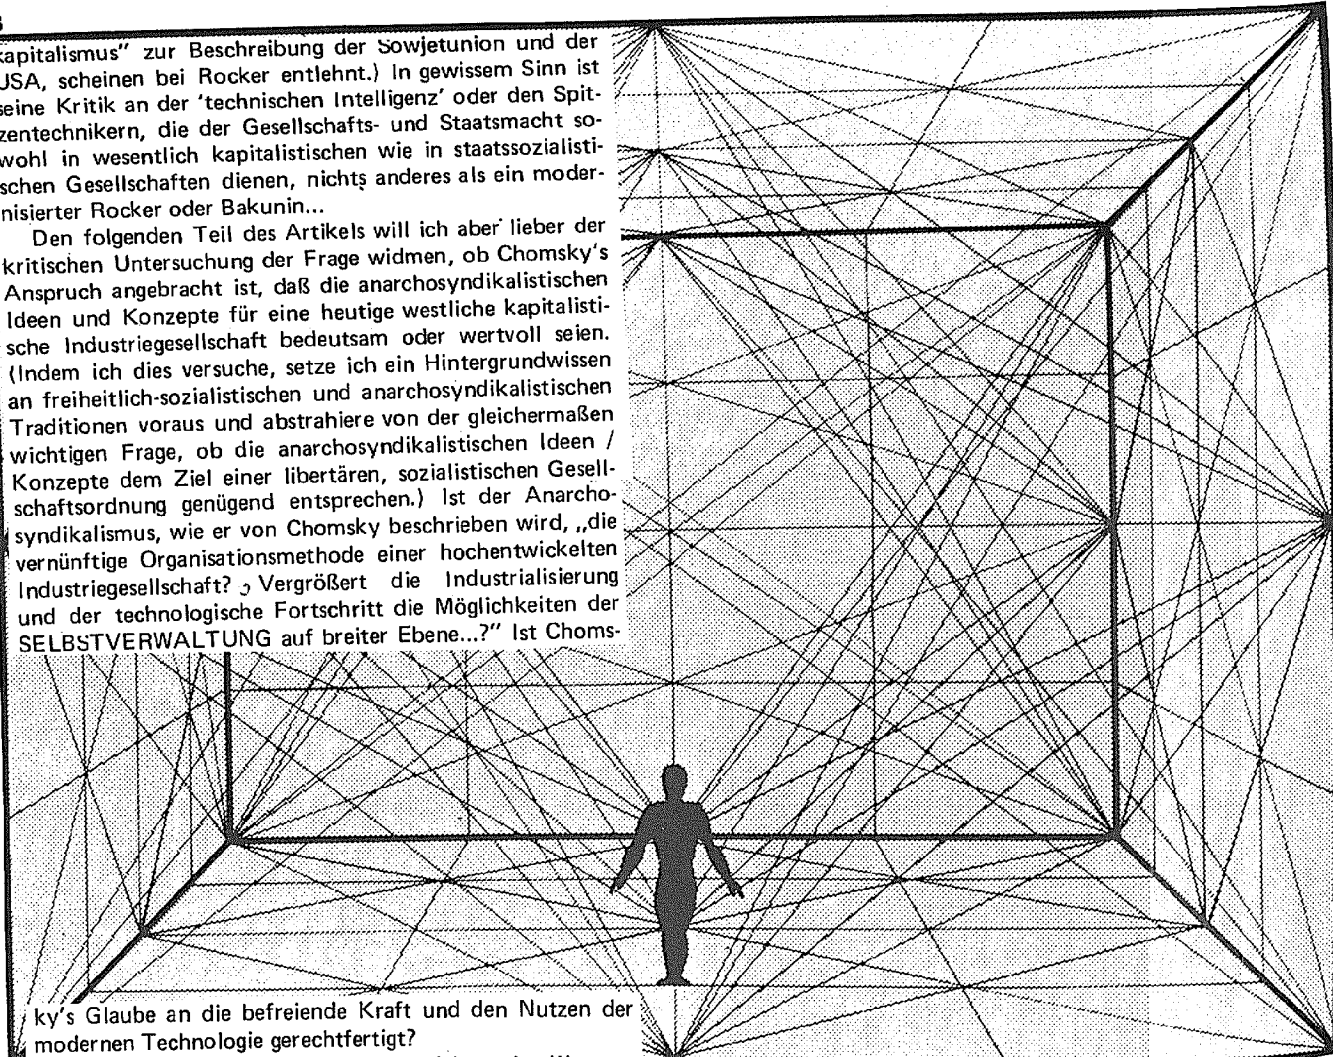 kapitalismus" zur Beschreibung der Sowjetunion und der
USA, scheinen bei Rocker entlehnt.) In gewissem Sinn ist
seine Kritik an der 'technischen Intelligenz' oder den Spit-
zentechnikern, die der Gesellschafts- und Staatsmacht so-
wohl in wesentlich kapitalistischen wie in staatssozialisti-
schen Gesellschaften dienen, nichts anderes als ein moder-
nisierter Rocker oder Bakunin...
Den folgenden Teil des Artikels will ich aber lieber der
kritischen Untersuchung der Frage widmen, ob Chomsky's
Anspruch angebracht ist, daß die anarchosyndikalistischen
Ideen und Konzepte für eine heutige westliche kapitalisti-
sche Industriegesellschaft bedeutsam oder wertvoll seien.
(Indem ich dies versuche, setze ich ein Hintergrundwissen
an freiheitlich-sozialistischen und anarchosyndikalistischen
Traditionen voraus und abstrahiere von der gleichermaßen
wichtigen Frage, ob die anarchosyndikalistischen Ideen /
Konzepte dem Ziel einer libertären, sozialistischen Gesell-
schaftsordnung genügend entsprechen.) Ist der Anarcho-
syndikalismus, wie er von Chomsky beschrieben wird, „die
vernünftige Organisationsmethode einer hochentwickelten
Industriegesellschaft? Vergrößert die Industrialisierung
und der technologische Fortschritt die Möglichkeiten der
SELBSTVERWALTUNG auf breiter Ebene...?" Ist Choms-
ky's Glaube an die befreiende Kraft und den Nutzen der
modernen Technologie gerechtfertigt?